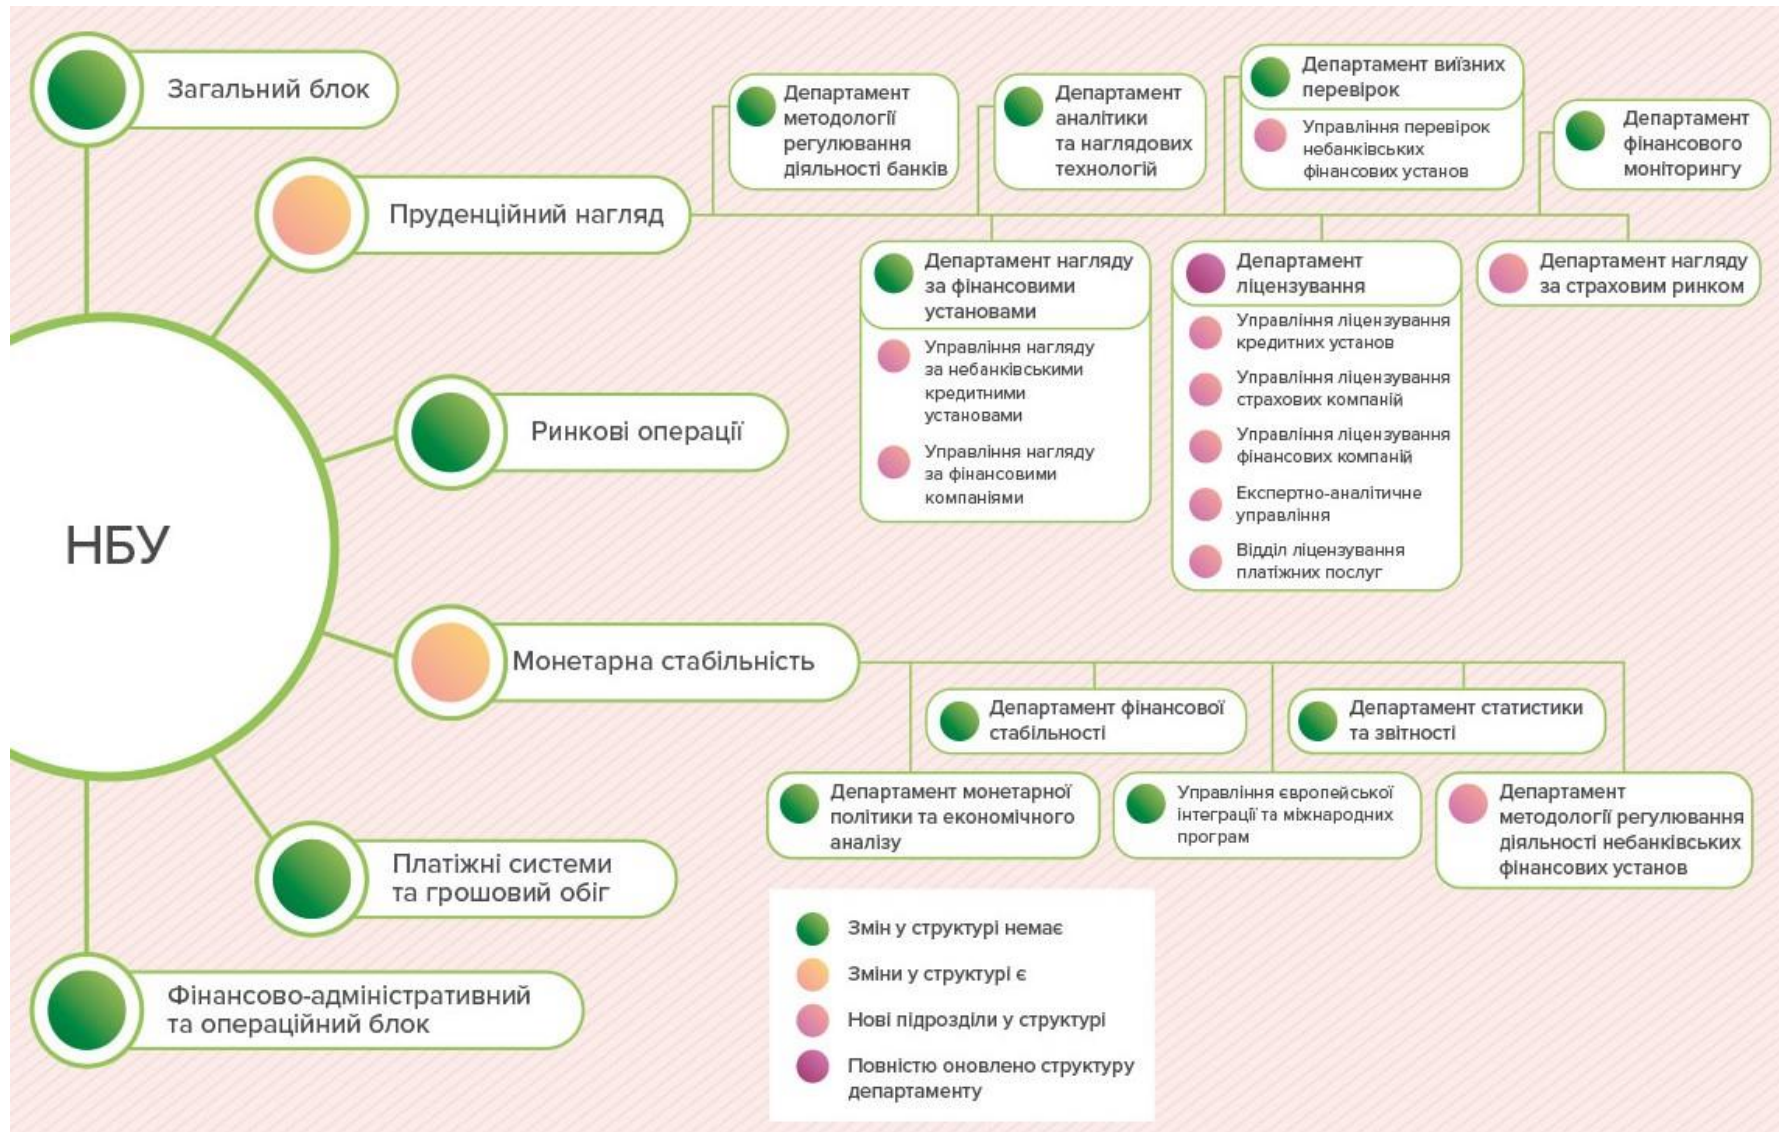 Загальний блок
Пруденційний нагляд
Департамент
методології
регулювання
діяльності банків
Департамент
аналітики
та наглядових
технологій
Департамент виїзних
перевірок
Управління перевірок
небанківських
фінансових установ
Департамент
фінансового
моніторингу
Департамент нагляду
за фінансовими
установами
Управління нагляду
за небанківськими
кредитними
установами
Управління нагляду
за фінансовими
компаніями
Департамент
ліцензування
Управління ліцензування
кредитних установ
Управління ліцензування
страхових компаній
Управління ліцензування
фінансових компаній
Експертно-аналітичне
управління
Відділ ліцензування
платіжних послуг
Департамент нагляду
за страховим ринком
Ринкові операції
НБУ
Монетарна стабільність
Департамент фінансової
стабільності
Департамент статистики
та звітності
Департамент монетарної
політики та економічного
аналізу
Управління європейської
інтеграції та міжнародних
програм
Департамент
методології регулювання
діяльності небанківських
фінансових установ
Платіжні системи
та грошовий обіг
Фінансово-адміністративний
та операційний блок
Змін у структурі немає
Зміни у структурі є
Нові підрозділи у структурі
Повністю оновлено структуру
департаменту